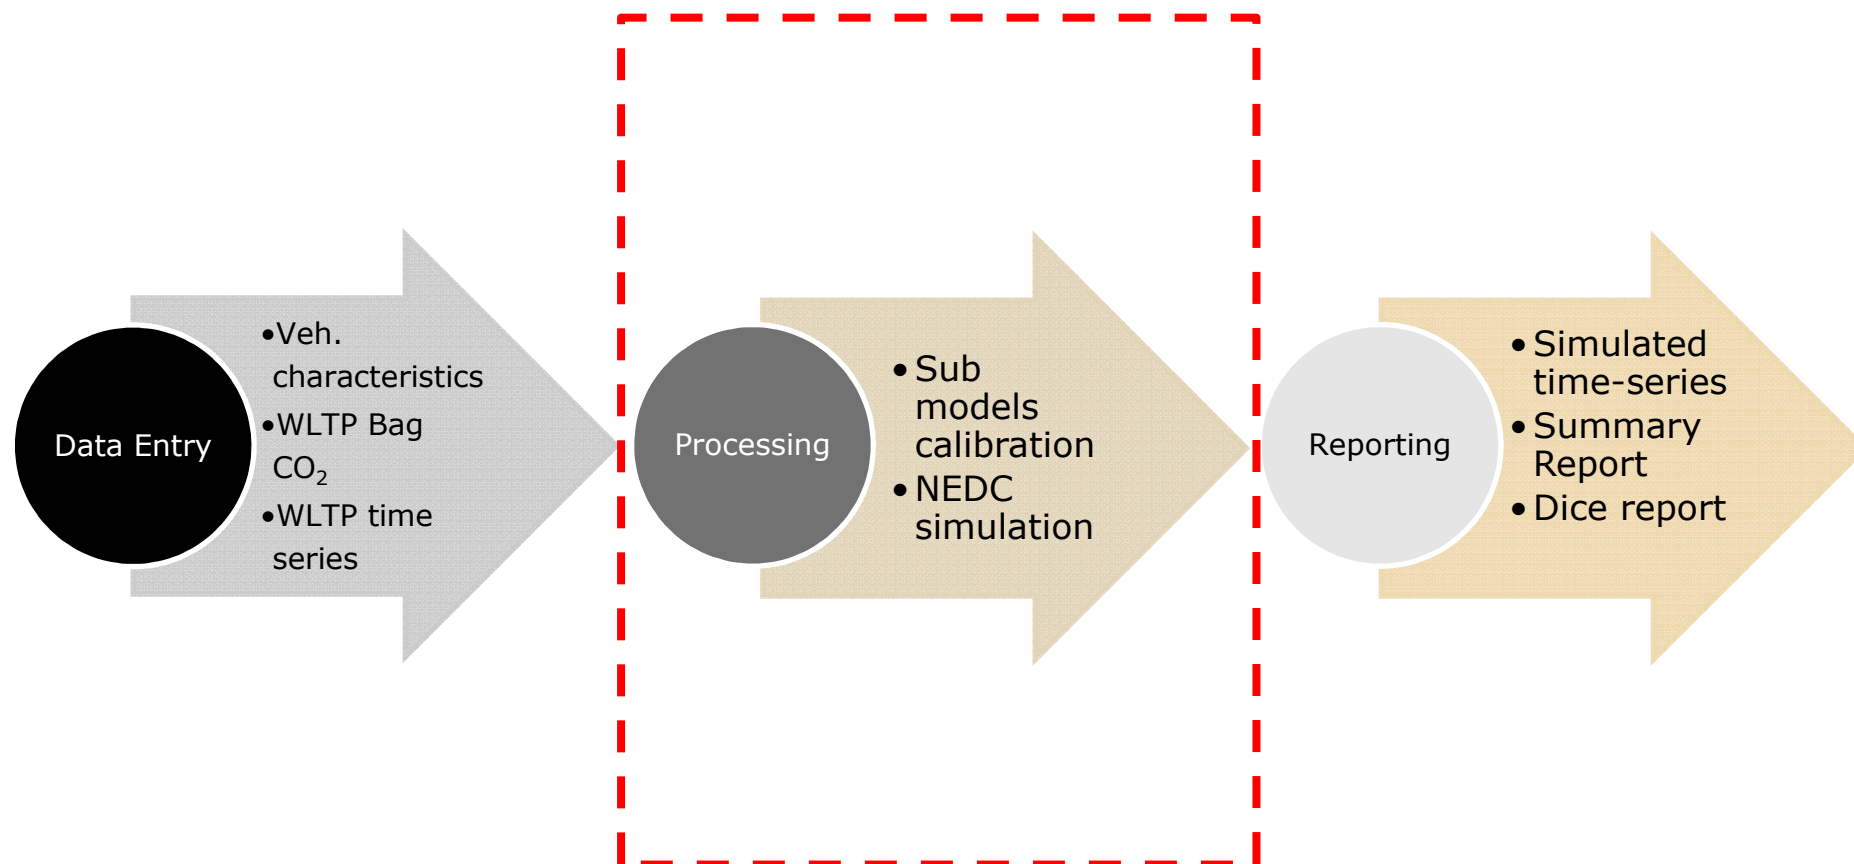 Data Entry
•Veh.
characteristics
•WLTP Bag
CO₂
•WLTP time
series
Processing
•Sub
models
calibration
•NEDC
simulation
Reporting
•Simulated
time-series
•Summary
Report
•Dice report